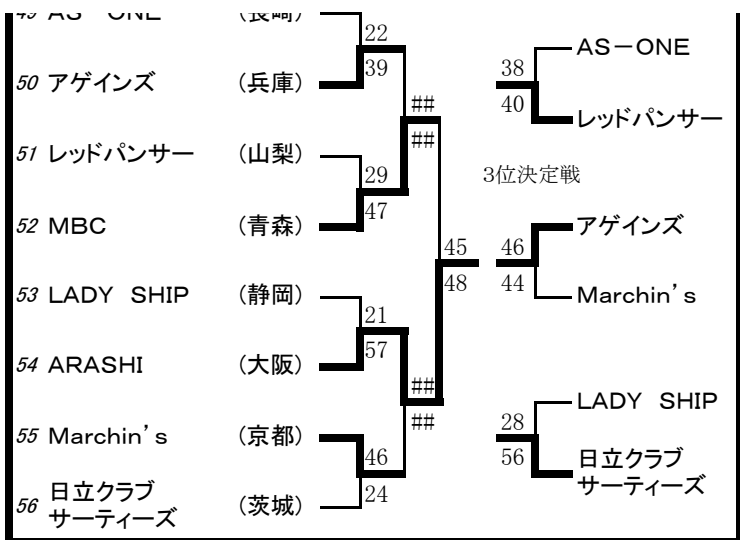 49 AS-ONE (長崎)
22
39
50 アゲインズ (兵庫)
##
##
51 レッドパンサー (山梨)
29
47
52 MBC (青森)
45
48
53 LADY SHIP (静岡)
21
57
54 ARASHI (大阪)
##
##
55 Marchin's (京都)
46
24
56 日立クラブ
サーティーズ (茨城)
AS-ONE
38
40
レッドパンサー
3位決定戦
アゲインズ
46
44
Marchin's
LADY SHIP
28
56
日立クラブ
サーティーズ